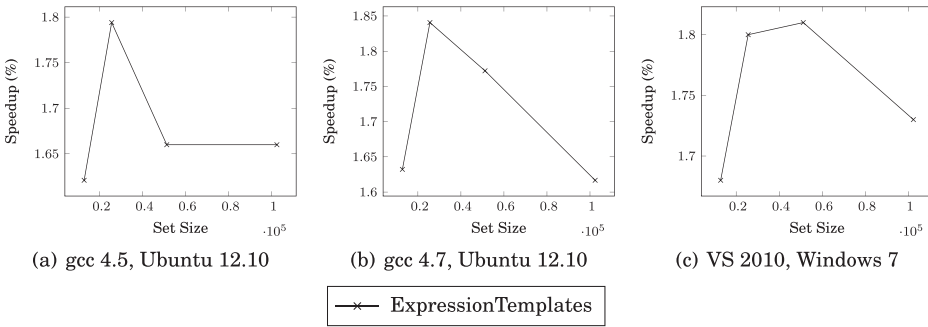 1.8
1.75
1.7
1.65
Speedup (%)
0.2 0.4 0.6 0.8 1
Set Size
·10⁵
(a) gcc 4.5, Ubuntu 12.10
1.85
1.8
1.75
1.7
1.65
1.6
Speedup (%)
0.2 0.4 0.6 0.8 1
Set Size
·10⁵
(b) gcc 4.7, Ubuntu 12.10
1.8
1.75
1.7
Speedup (%)
0.2 0.4 0.6 0.8 1
Set Size
·10⁵
(c) VS 2010, Windows 7
ExpressionTemplates